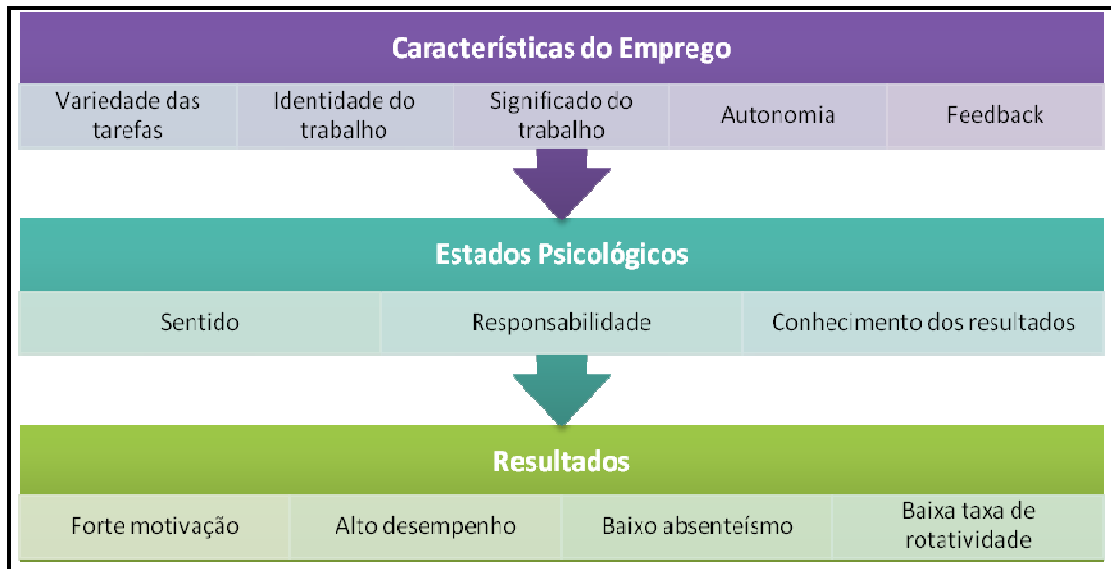 Características do Emprego
Variedade das
tarefas
Identidade do
trabalho
Significado do
trabalho
Autonomia
Feedback
Estados Psicológicos
Sentido
Responsabilidade
Conhecimento dos resultados
Resultados
Forte motivação
Alto desempenho
Baixo absenteísmo
Baixa taxa de
rotatividade